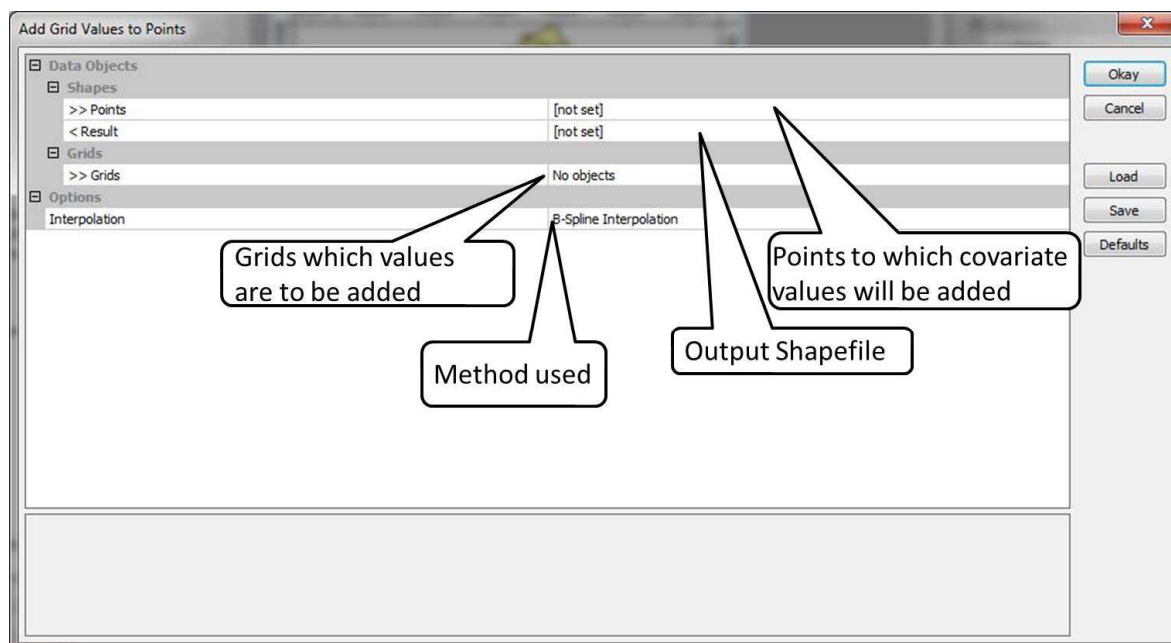 Add Grid Values to Points
Data Objects
Shapes
>> Points [not set]
< Result [not set]
Grids
>> Grids No objects
Options
Interpolation B-Spline Interpolation
Okay
Cancel
Load
Save
Defaults
Grids which values
are to be added
Points to which covariate
values will be added
Method used
Output Shapefile